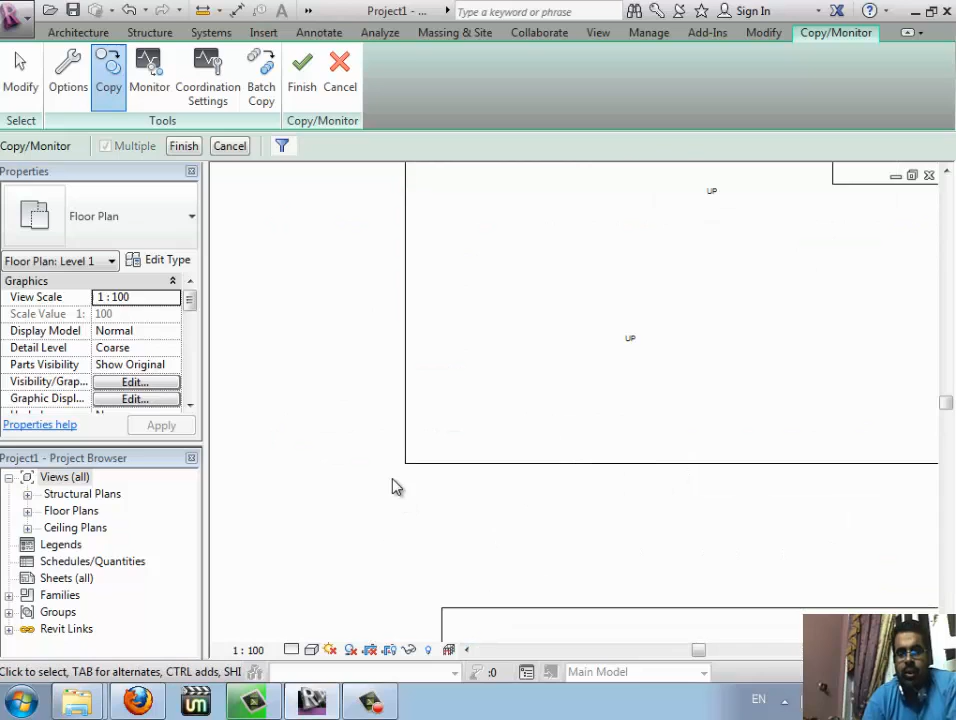 Project1 - ...
Type a keyword or phrase
Sign In
Architecture Structure Systems Insert Annotate Analyze Massing & Site Collaborate View Manage Add-Ins Modify Copy/Monitor
Modify Options Copy Monitor Coordination Settings Batch Copy Finish Cancel
Select Tools Copy/Monitor
Copy/Monitor Multiple Finish Cancel
Properties
Floor Plan
Floor Plan: Level 1 Edit Type
Graphics
View Scale 1 : 100
Scale Value 1: 100
Display Model Normal
Detail Level Coarse
Parts Visibility Show Original
Visibility/Grap... Edit...
Graphic Displ... Edit...
Properties help Apply
Project1 - Project Browser
Views (all)
Structural Plans
Floor Plans
Ceiling Plans
Legends
Schedules/Quantities
Sheets (all)
Families
Groups
Revit Links
UP
UP
1 : 100
Click to select, TAB for alternates, CTRL adds, SHI
:0
Main Model
EN